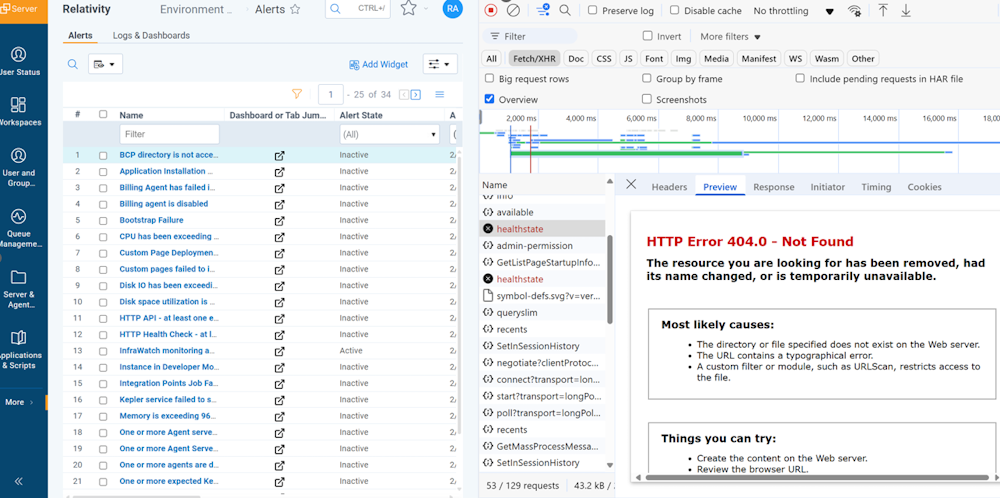 Server
Relativity
Environment ...
Alerts
CTRL+/
RA
Alerts
Logs & Dashboards
Add Widget
1 - 25 of 34
# Name Dashboard or Tab Jum... Alert State A
Filter (All) (
1 BCP directory is not acce... Inactive 2/
2 Application Installation ... Inactive 2/
3 Billing Agent has failed i... Inactive 2/
4 Billing agent is disabled Inactive 2/
5 Bootstrap Failure Inactive 2/
6 CPU has been exceeding ... Inactive 2/
7 Custom Page Deploymen... Inactive 2/
8 Custom pages failed to i... Inactive 2/
9 Disk IO has been exceedi... Inactive 2/
10 Disk space utilization is ... Inactive 2/
11 HTTP API - at least one e... Inactive 2/
12 HTTP Health Check - at l... Inactive 2/
13 InfraWatch monitoring a... Active 2/
14 Instance in Developer Mo... Inactive 2/
15 Integration Points Job Fa... Inactive 2/
16 Kepler service failed to s... Inactive 2/
17 Memory is exceeding 96... Inactive 2/
18 One or more Agent serve... Inactive 2/
19 One or more Agent Serve... Inactive 2/
20 One or more agents are d... Inactive 2/
21 One or more expected Ke... Inactive 2/
User Status
Workspaces
User and
Group...
Queue
Manageme...
Server &
Agent...
Applications
& Scripts
More
Preserve log
Disable cache
No throttling
Filter
Invert
More filters
All Fetch/XHR Doc CSS JS Font Img Media Manifest WS Wasm Other
Big request rows
Group by frame
Include pending requests in HAR file
Overview
Screenshots
2,000 ms 4,000 ms 6,000 ms 8,000 ms 10,000 ms 12,000 ms 14,000 ms 16,000 ms 18,0
Name
info
available
healthstate
admin-permission
GetListPageStartupInfo...
healthstate
symbol-defs.svg?v=ver...
queryslim
recents
SetInSessionHistory
negotiate?clientProtoc...
connect?transport=lon...
start?transport=longPol...
poll?transport=longPol...
recents
GetMassProcessMessa...
SetInSessionHistory
53 / 129 requests
43.2 kB /
Headers Preview Response Initiator Timing Cookies
HTTP Error 404.0 - Not Found
The resource you are looking for has been removed, had
its name changed, or is temporarily unavailable.
Most likely causes:
The directory or file specified does not exist on the Web server.
The URL contains a typographical error.
A custom filter or module, such as URLScan, restricts access to
the file.
Things you can try:
Create the content on the Web server.
Review the browser URL.